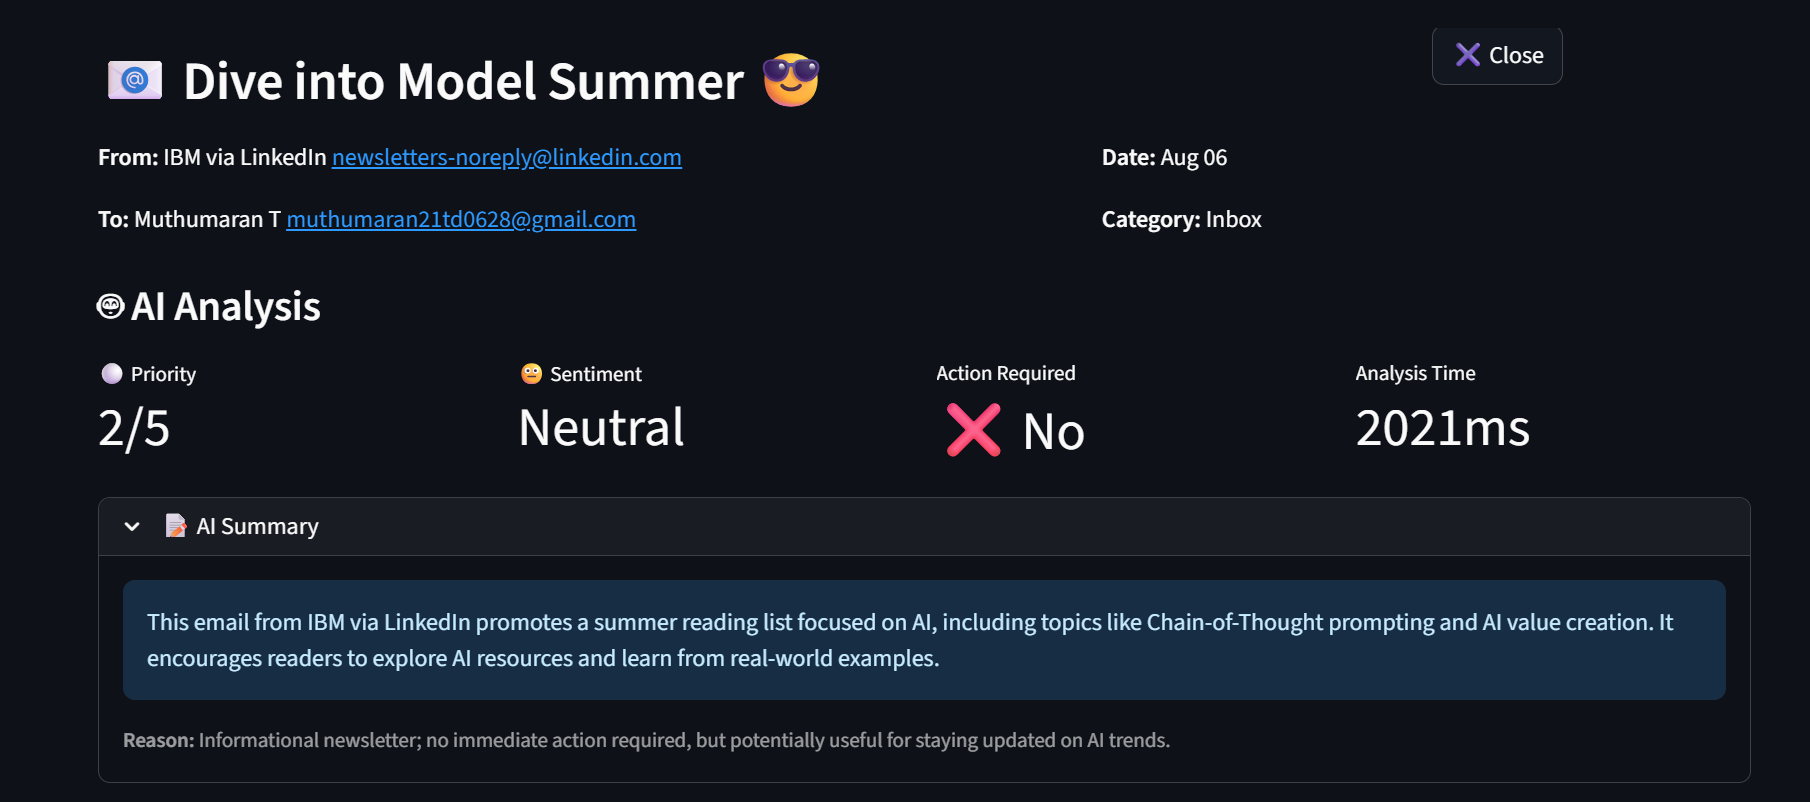 Dive into Model Summer 😎
Close
From: IBM via LinkedIn newsletters-noreply@linkedin.com
Date: Aug 06
To: Muthumaran T muthumaran21td0628@gmail.com
Category: Inbox
AI Analysis
Priority
Sentiment
Action Required
Analysis Time
2/5
Neutral
❌ No
2021ms
AI Summary
This email from IBM via LinkedIn promotes a summer reading list focused on AI, including topics like Chain-of-Thought prompting and AI value creation. It
encourages readers to explore AI resources and learn from real-world examples.
Reason: Informational newsletter; no immediate action required, but potentially useful for staying updated on AI trends.